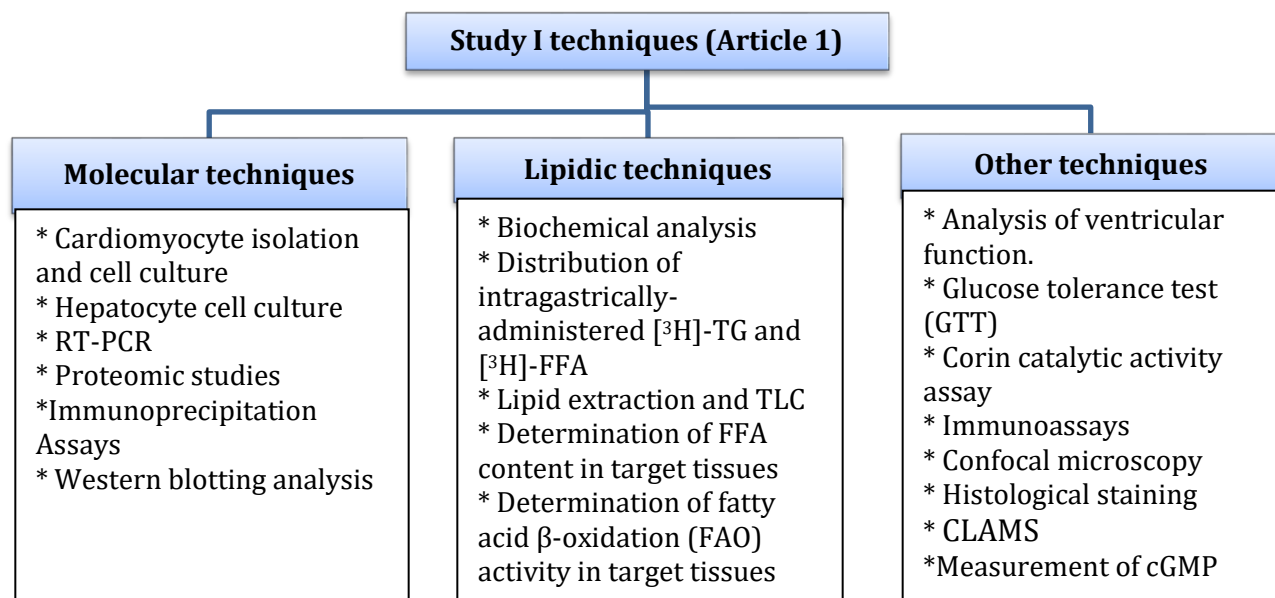 Study I techniques (Article 1)
Molecular techniques
* Cardiomyocyte isolation
and cell culture
* Hepatocyte cell culture
* RT-PCR
* Proteomic studies
*Immunoprecipitation
Assays
* Western blotting analysis
Lipidic techniques
* Biochemical analysis
* Distribution of
intragastrically-
administered [³H]-TG and
[³H]-FFA
* Lipid extraction and TLC
* Determination of FFA
content in target tissues
* Determination of fatty
acid β-oxidation (FAO)
activity in target tissues
Other techniques
* Analysis of ventricular
function.
* Glucose tolerance test
(GTT)
* Corin catalytic activity
assay
* Immunoassays
* Confocal microscopy
* Histological staining
* CLAMS
*Measurement of cGMP